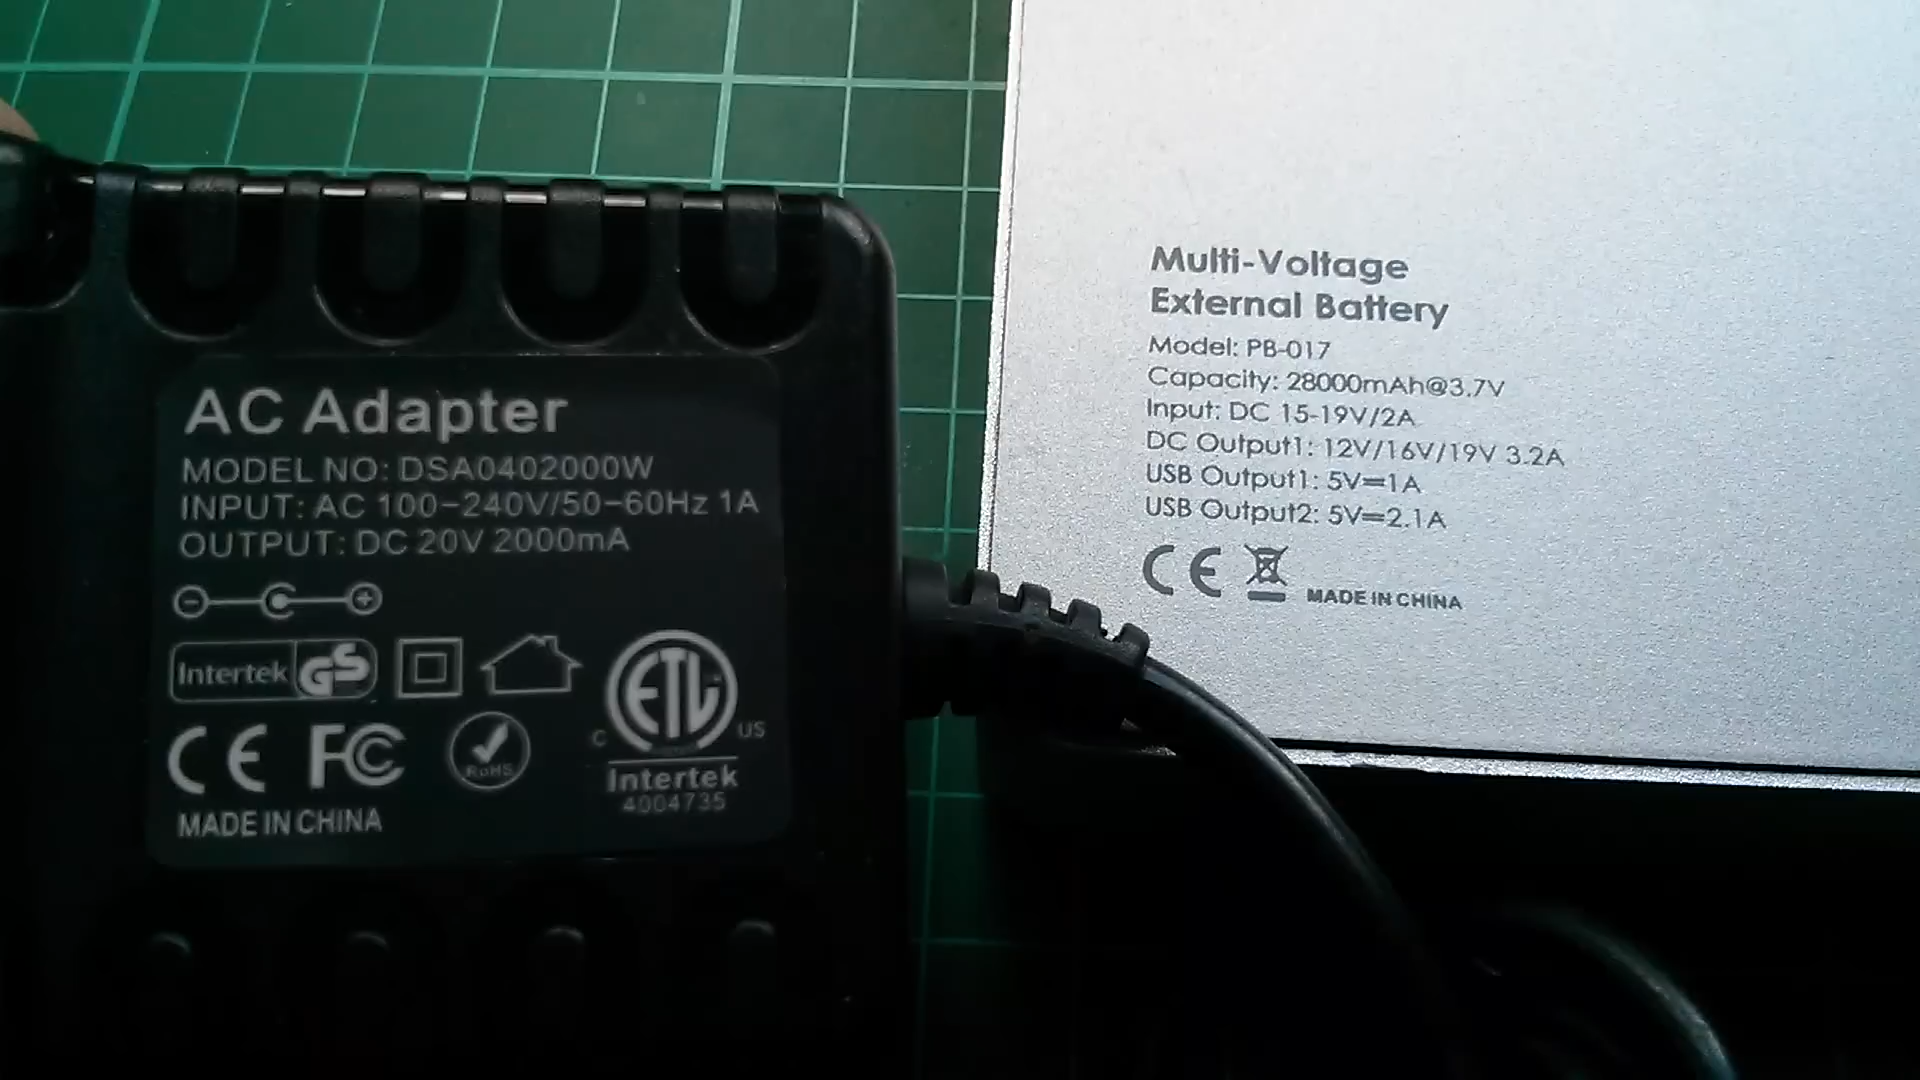 AC Adapter
MODEL NO: DSA0402000W
INPUT: AC 100-240V/50-60Hz 1A
OUTPUT: DC 20V 2000mA
Intertek GS
ETL
C US
CE FC RoHS
Intertek
4004735
MADE IN CHINA
Multi-Voltage
External Battery
Model: PB-017
Capacity: 28000mAh@3.7V
Input: DC 15-19V/2A
DC Output1: 12V/16V/19V 3.2A
USB Output1: 5V=1A
USB Output2: 5V=2.1A
CE MADE IN CHINA